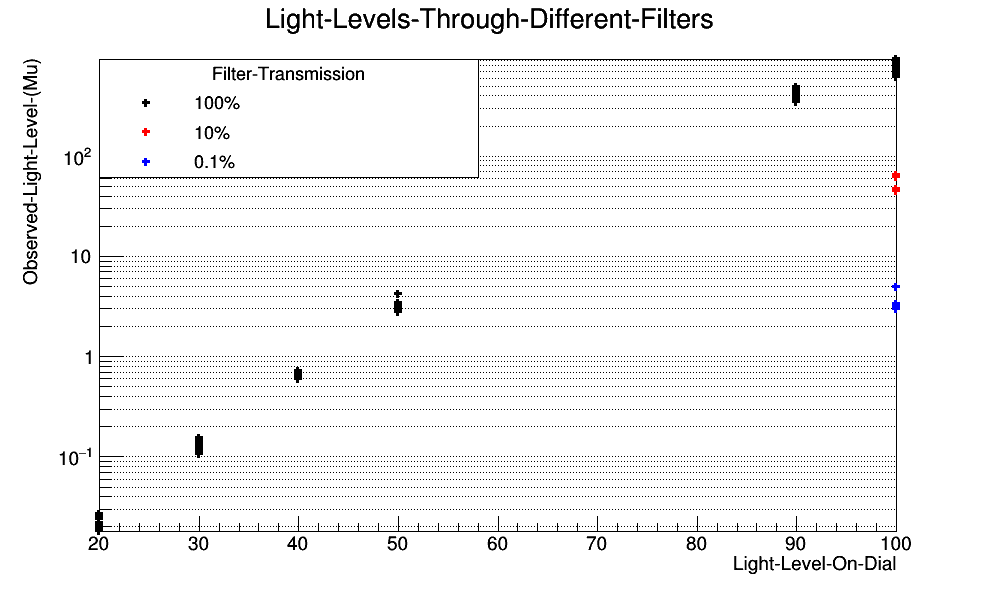 Light-Levels-Through-Different-Filters
Observed-Light-Level-(Mu)
Filter-Transmission
100%
10%
0.1%
10²
10
1
10⁻¹
20 30 40 50 60 70 80 90 100
Light-Level-On-Dial